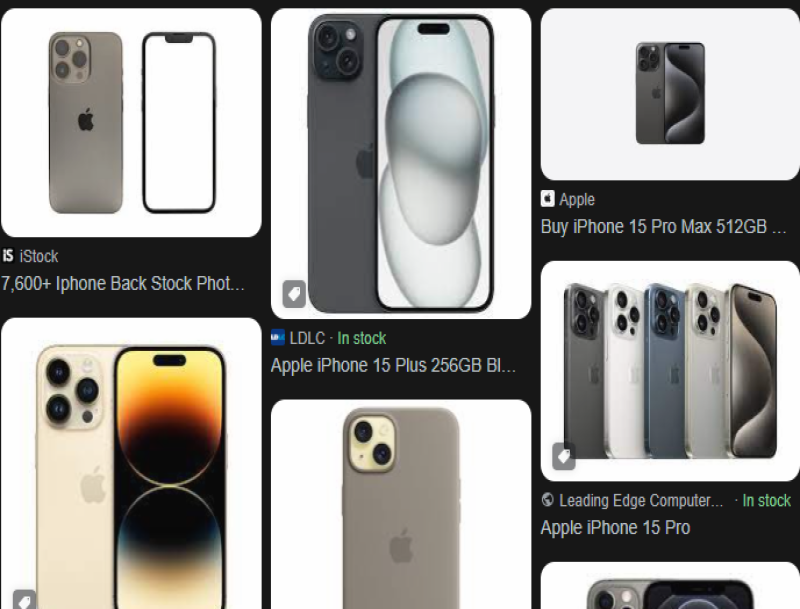 iS iStock
7,600+ Iphone Back Stock Phot...
LDLC · In stock
Apple iPhone 15 Plus 256GB Bl...
Apple
Buy iPhone 15 Pro Max 512GB ...
Leading Edge Computer... · In stock
Apple iPhone 15 Pro